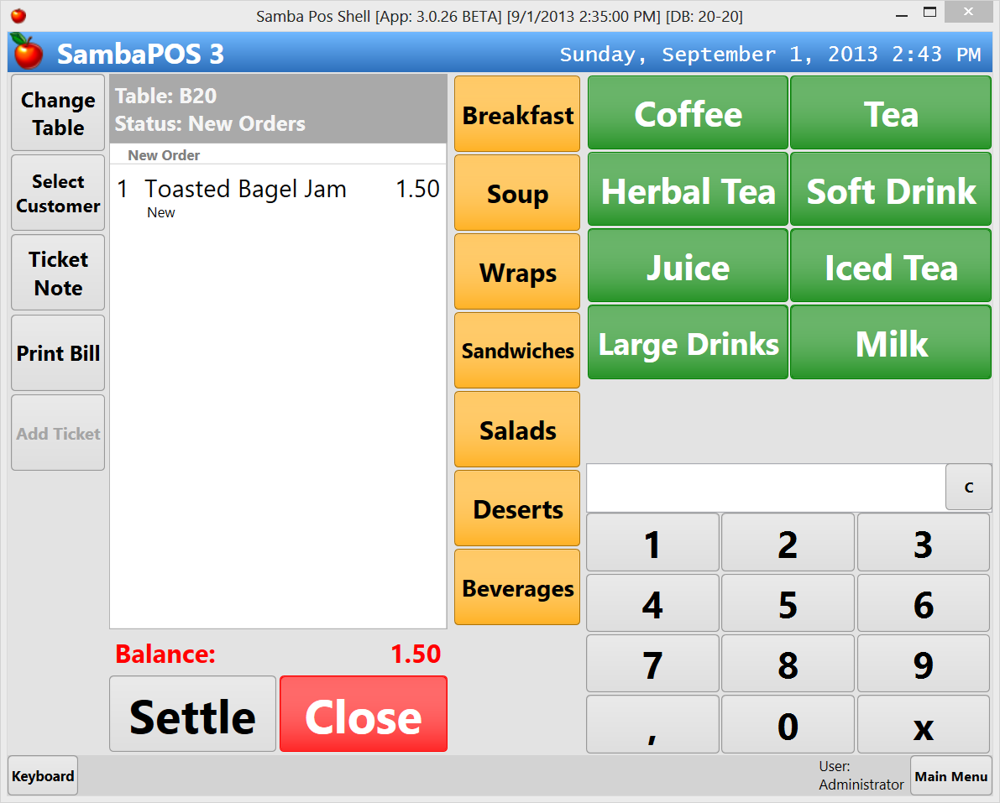 Samba Pos Shell [App: 3.0.26 BETA] [9/1/2013 2:35:00 PM] [DB: 20-20]
SambaPOS 3
Sunday, September 1, 2013 2:43 PM
Change
Table
Select
Customer
Ticket
Note
Print Bill
Add Ticket
Table: B20
Status: New Orders
New Order
1 Toasted Bagel Jam 1.50
New
Balance: 1.50
Settle
Close
Breakfast
Soup
Wraps
Sandwiches
Salads
Deserts
Beverages
Coffee
Tea
Herbal Tea
Soft Drink
Juice
Iced Tea
Large Drinks
Milk
C
1
2
3
4
5
6
7
8
9
,
0
x
Keyboard
User:
Administrator
Main Menu